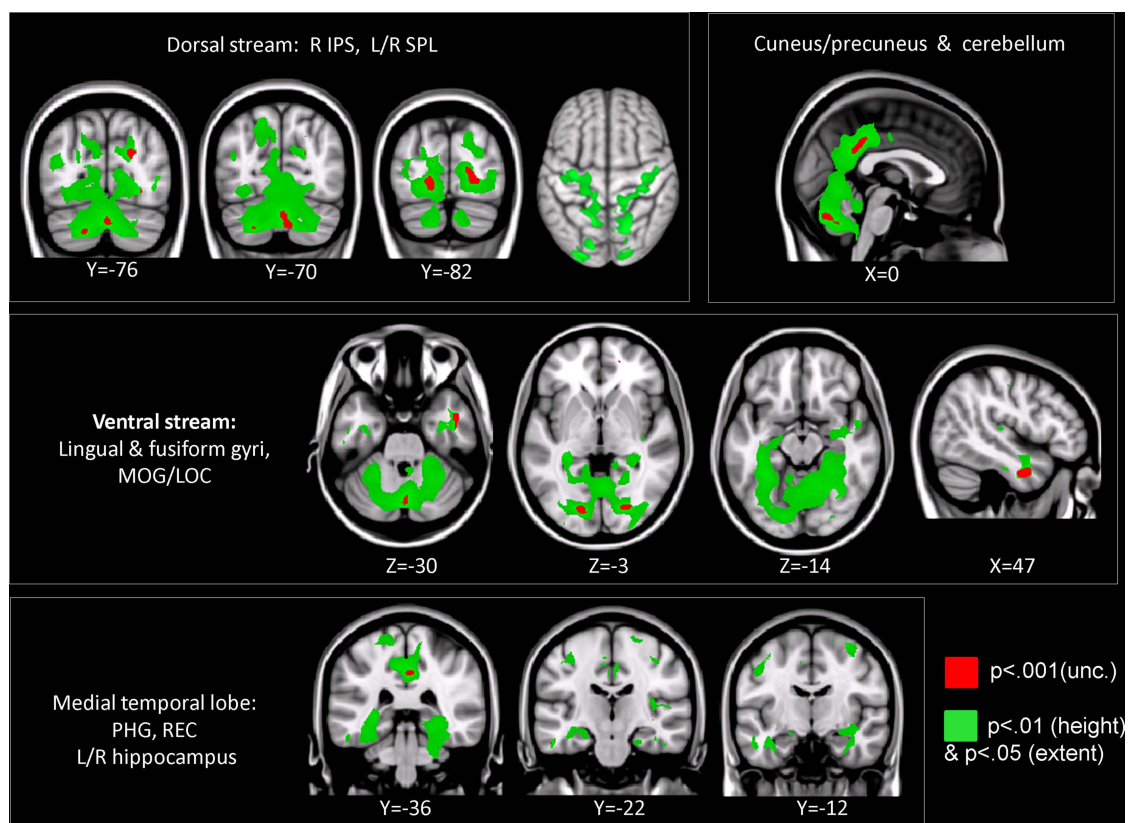 Dorsal stream: R IPS, L/R SPL
Y=-76
Y=-70
Y=-82
Cuneus/precuneus & cerebellum
X=0
Ventral stream:
Lingual & fusiform gyri,
MOG/LOC
Z=-30
Z=-3
Z=-14
X=47
Medial temporal lobe:
PHG, REC
L/R hippocampus
Y=-36
Y=-22
Y=-12
p<.001(unc.)
p<.01 (height)
& p<.05 (extent)